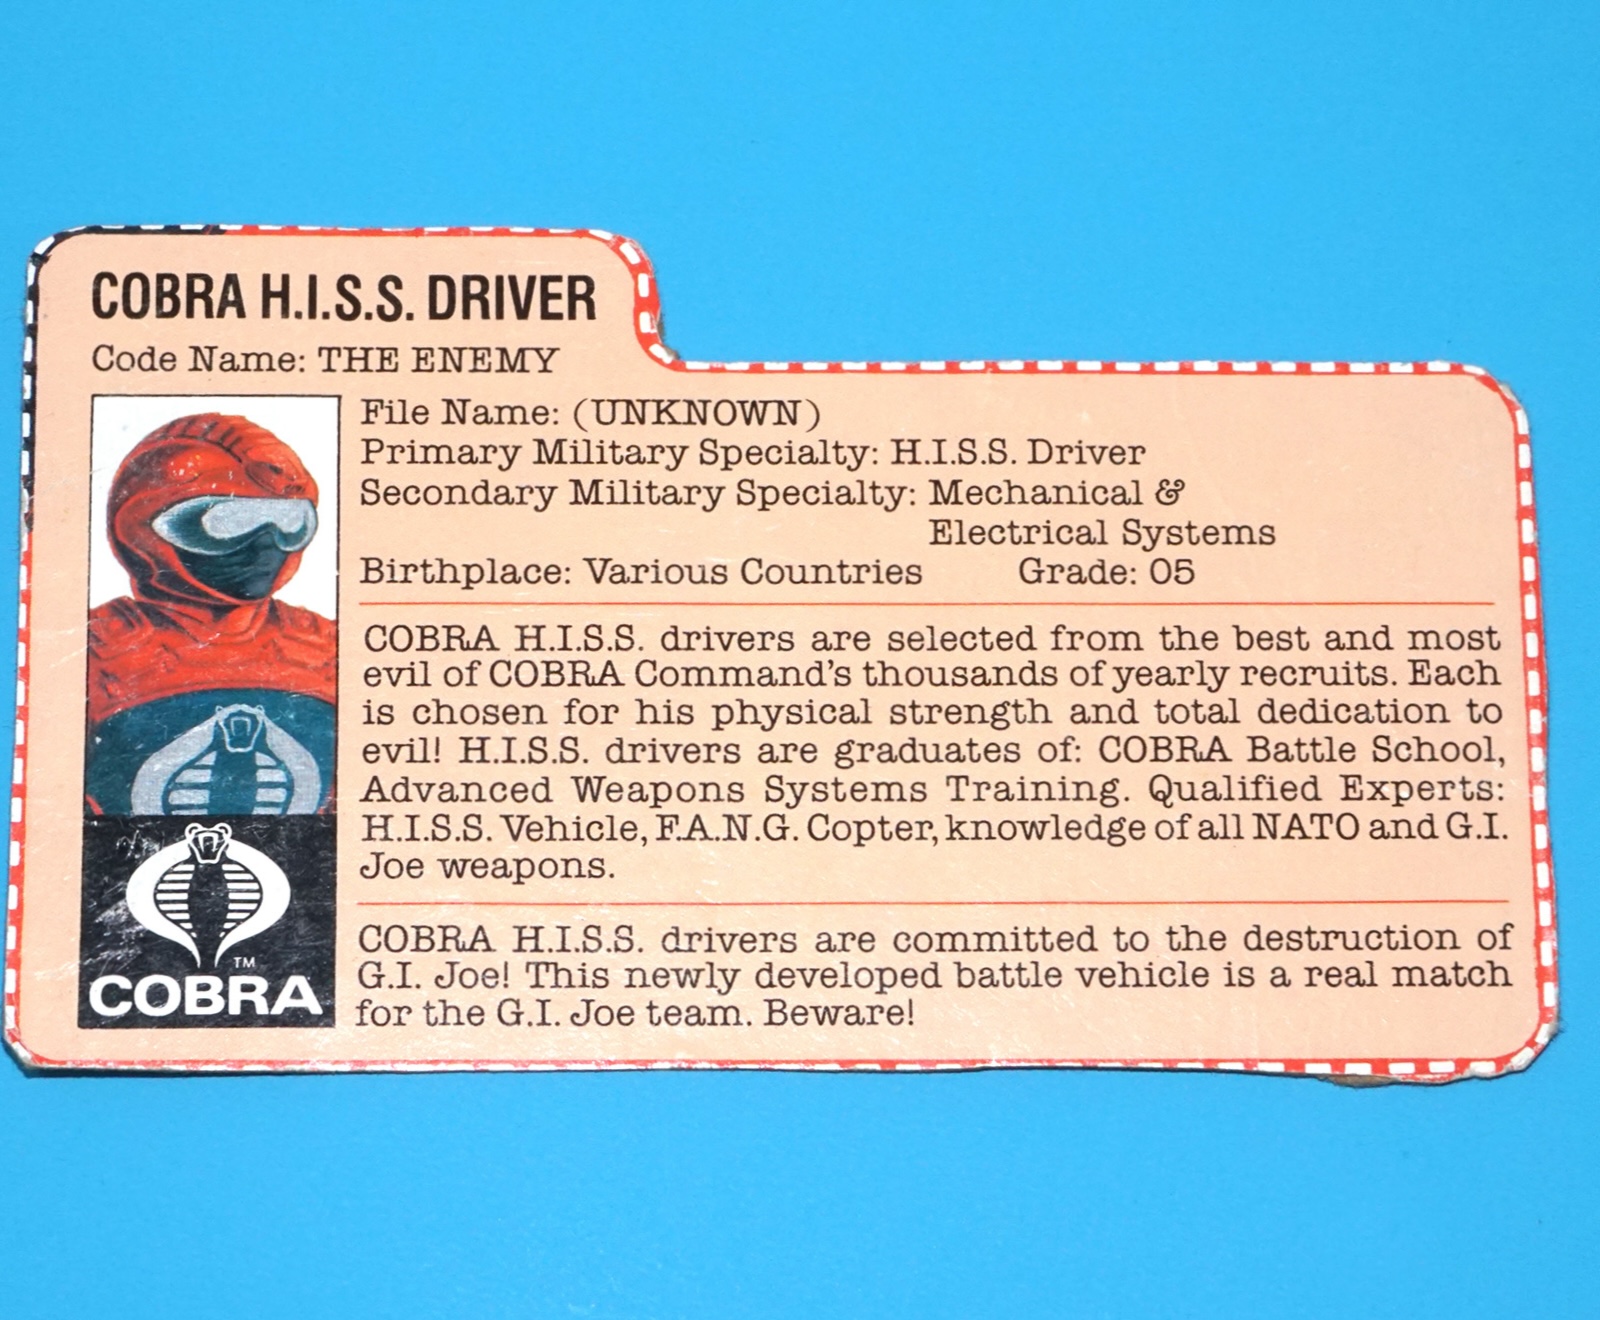 COBRA H.I.S.S. DRIVER
Code Name: THE ENEMY
File Name: (UNKNOWN)
Primary Military Specialty: H.I.S.S. Driver
Secondary Military Specialty: Mechanical &
Electrical Systems
Birthplace: Various Countries Grade: O5
COBRA H.I.S.S. drivers are selected from the best and most
evil of COBRA Command's thousands of yearly recruits. Each
is chosen for his physical strength and total dedication to
evil! H.I.S.S. drivers are graduates of: COBRA Battle School,
Advanced Weapons Systems Training. Qualified Experts:
H.I.S.S. Vehicle, F.A.N.G. Copter, knowledge of all NATO and G.I.
Joe weapons.
COBRA H.I.S.S. drivers are committed to the destruction of
G.I. Joe! This newly developed battle vehicle is a real match
for the G.I. Joe team. Beware!
TM
COBRA